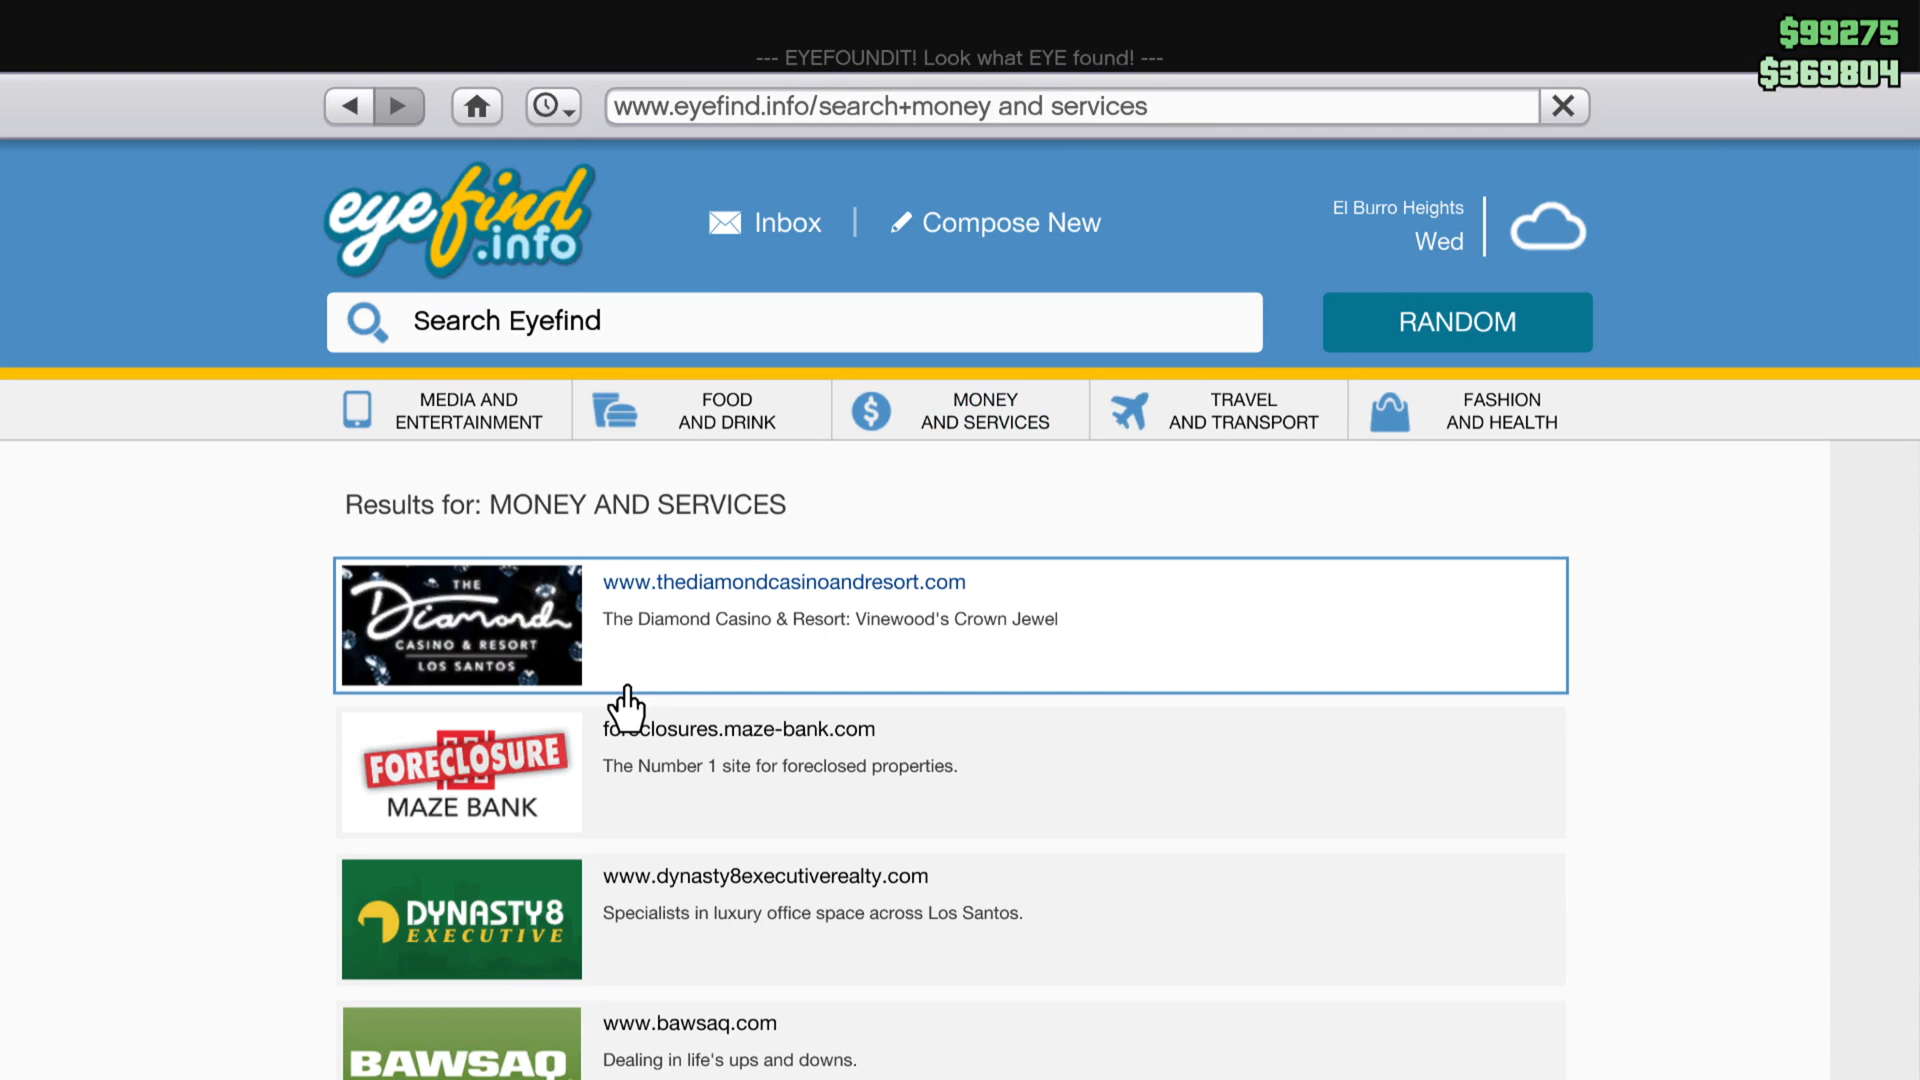 $99275
--- EYEFOUNDIT! Look what EYE found! ---
$369804
www.eyefind.info/search+money and services
eyefind
.info
Inbox
Compose New
El Burro Heights
Wed
Search Eyefind
RANDOM
MEDIA AND
ENTERTAINMENT
FOOD
AND DRINK
MONEY
AND SERVICES
TRAVEL
AND TRANSPORT
FASHION
AND HEALTH
Results for: MONEY AND SERVICES
THE
Diamond
CASINO & RESORT
LOS SANTOS
www.thediamondcasinoandresort.com
The Diamond Casino & Resort: Vinewood's Crown Jewel
FORECLOSURE
MAZE BANK
foreclosures.maze-bank.com
The Number 1 site for foreclosed properties.
DYNASTY8
EXECUTIVE
www.dynasty8executiverealty.com
Specialists in luxury office space across Los Santos.
BAWSAQ
www.bawsaq.com
Dealing in life's ups and downs.